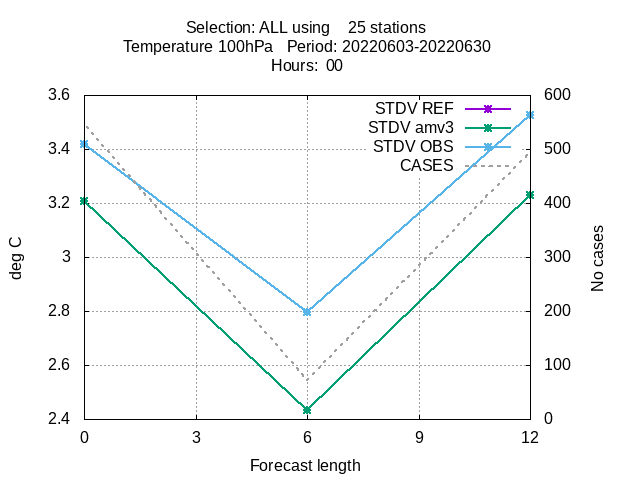 Selection: ALL using    25 stations
Temperature 100hPa   Period: 20220603-20220630
Hours:  00
3.6
3.4
3.2
3
2.8
2.6
2.4
600
500
400
300
200
100
0
STDV REF
STDV amv3
STDV OBS
CASES
deg C
No cases
0 3 6 9 12
Forecast length